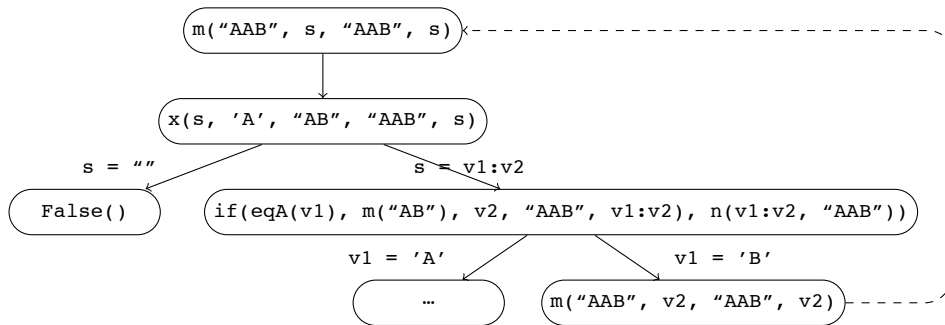 m(“AAB”, s, “AAB”, s)
x(s, ’A’, “AB”, “AAB”, s)
s = “”
s = v1:v2
False()
if(eqA(v1), m(“AB”), v2, “AAB”, v1:v2), n(v1:v2, “AAB”))
v1 = ’A’
v1 = ’B’
…
m(“AAB”, v2, “AAB”, v2)